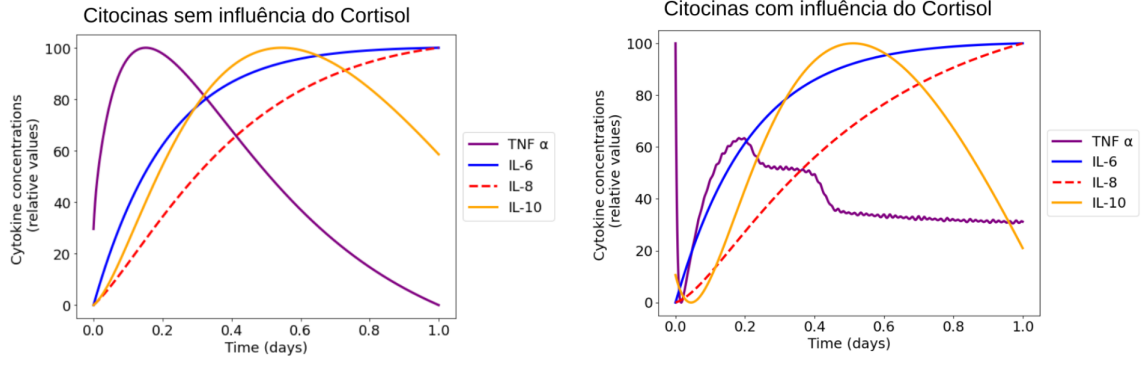 Citocinas sem influência do Cortisol
100
80
60
40
20
0
Cytokine concentrations
(relative values)
0.0 0.2 0.4 0.6 0.8 1.0
Time (days)
TNF α
IL-6
IL-8
IL-10
Citocinas com influência do Cortisol
100
80
60
40
20
0
Cytokine concentrations
(relative values)
0.0 0.2 0.4 0.6 0.8 1.0
Time (days)
TNF α
IL-6
IL-8
IL-10